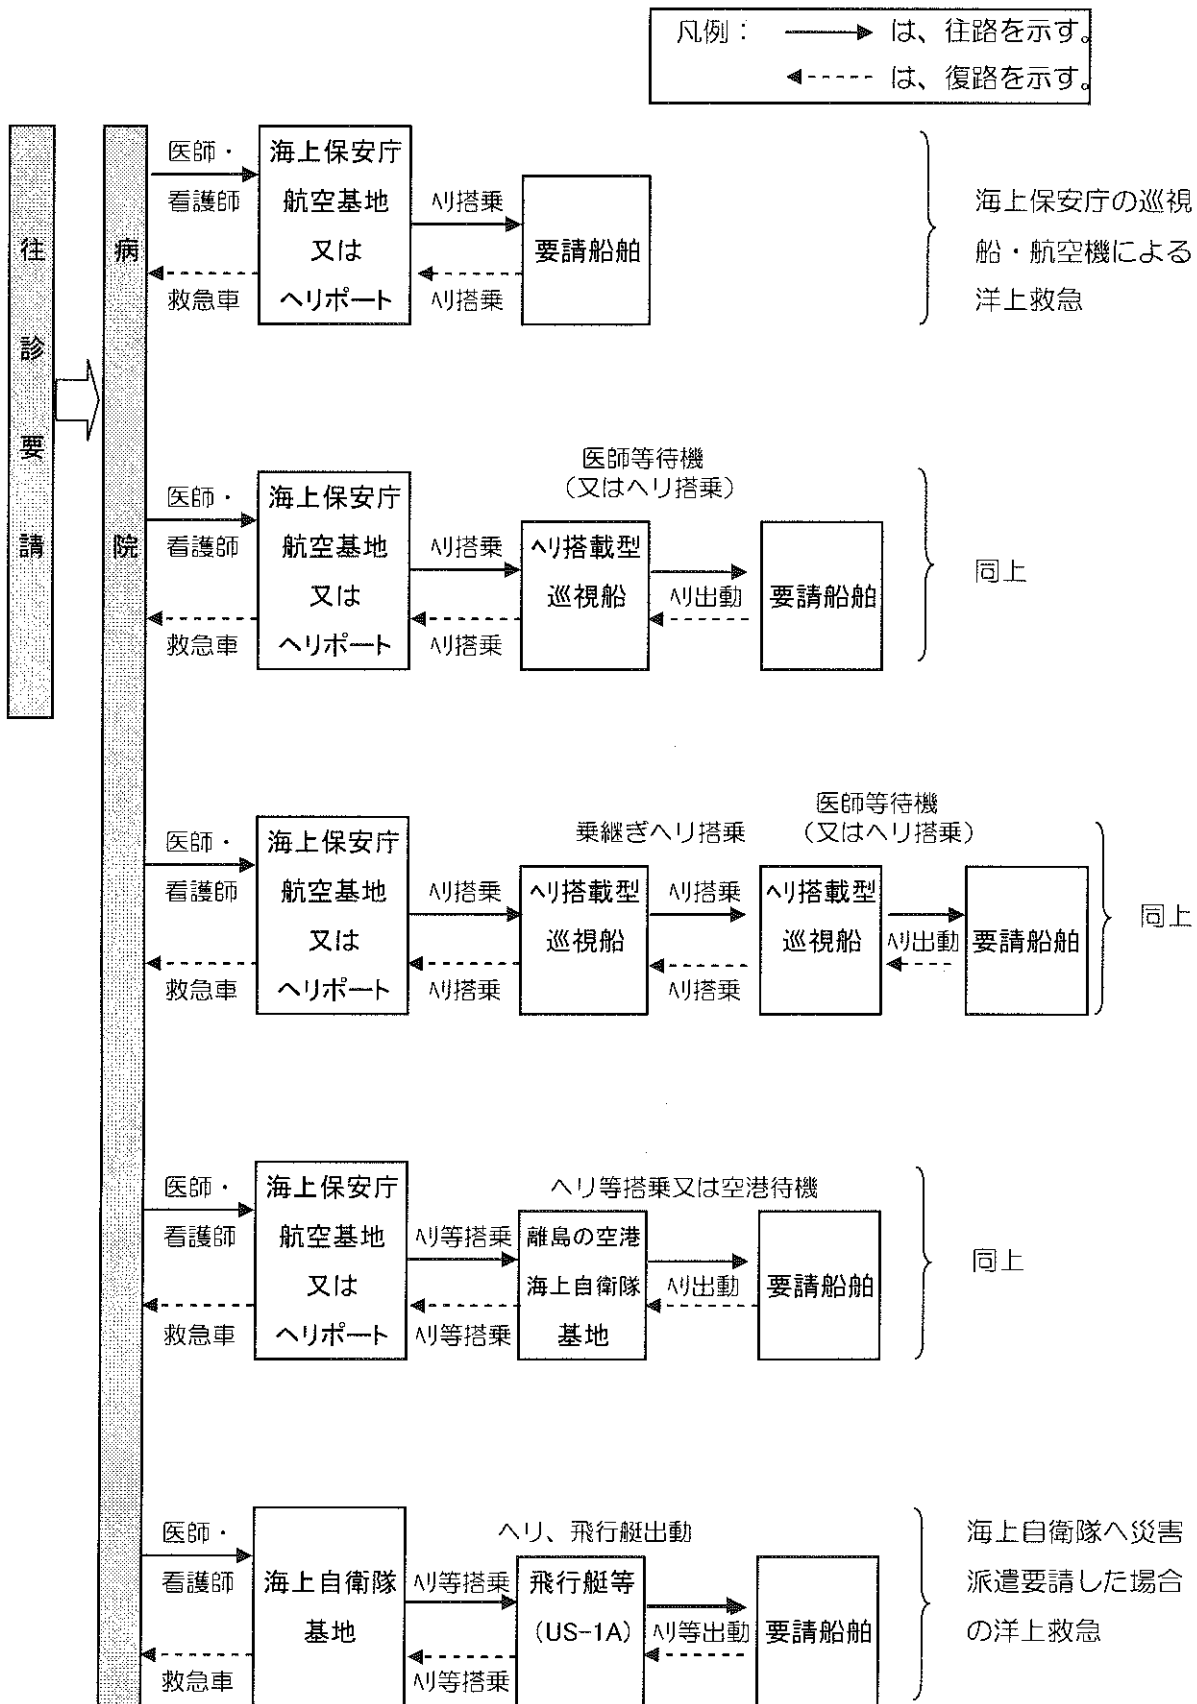 凡例： は、往路を示す。
は、復路を示す。
往診要請
病院
医師・
看護師
救急車
海上保安庁
航空基地
又は
ヘリポート
ﾍﾘ搭乗
ﾍﾘ搭乗
要請船舶
海上保安庁の巡視
船・航空機による
洋上救急
医師・
看護師
救急車
海上保安庁
航空基地
又は
ヘリポート
ﾍﾘ搭乗
ﾍﾘ搭乗
医師等待機
（又はヘリ搭乗）
ヘリ搭載型
巡視船
ﾍﾘ出動
要請船舶
同上
医師・
看護師
救急車
海上保安庁
航空基地
又は
ヘリポート
ﾍﾘ搭乗
ﾍﾘ搭乗
ヘリ搭載型
巡視船
乗継ぎヘリ搭乗
ﾍﾘ搭乗
ﾍﾘ搭乗
医師等待機
（又はヘリ搭乗）
ヘリ搭載型
巡視船
ﾍﾘ出動
要請船舶
同上
医師・
看護師
救急車
海上保安庁
航空基地
又は
ヘリポート
ﾍﾘ等搭乗
ﾍﾘ等搭乗
ヘリ等搭乗又は空港待機
離島の空港
海上自衛隊
基地
ﾍﾘ出動
要請船舶
同上
医師・
看護師
救急車
海上自衛隊
基地
ﾍﾘ等搭乗
ﾍﾘ等搭乗
ヘリ、飛行艇出動
飛行艇等
(US-1A)
ﾍﾘ等出動
要請船舶
海上自衛隊へ災害
派遣要請した場合
の洋上救急